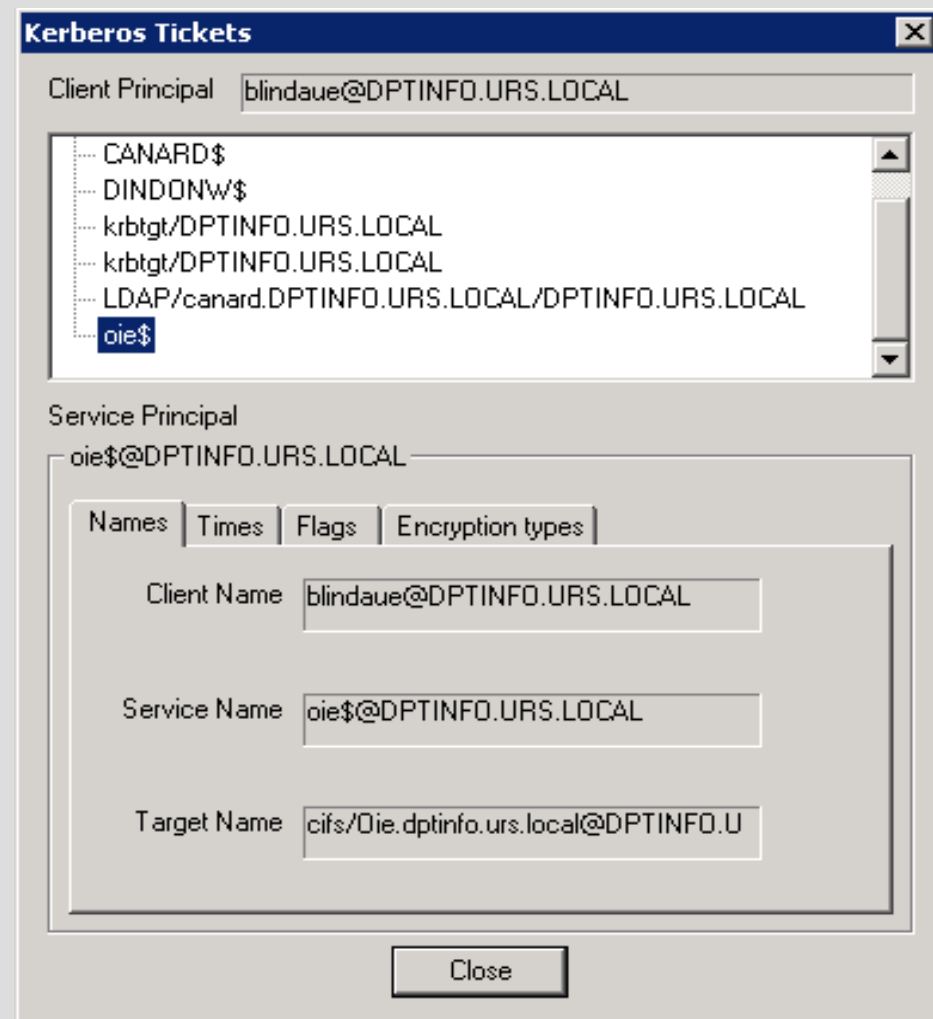 Kerberos Tickets
Client Principal blindaue@DPTINFO.URS.LOCAL
CANARD$
DINDONW$
krbtgt/DPTINFO.URS.LOCAL
krbtgt/DPTINFO.URS.LOCAL
LDAP/canard.DPTINFO.URS.LOCAL/DPTINFO.URS.LOCAL
oie$
Service Principal
oie$@DPTINFO.URS.LOCAL
Names Times Flags Encryption types
Client Name blindaue@DPTINFO.URS.LOCAL
Service Name oie$@DPTINFO.URS.LOCAL
Target Name cifs/Oie.dptinfo.urs.local@DPTINFO.U
Close